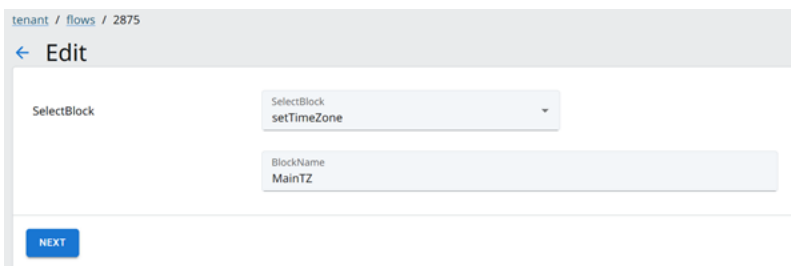 tenant / flows / 2875
← Edit
SelectBlock
SelectBlock
setTimeZone
BlockName
MainTZ
NEXT